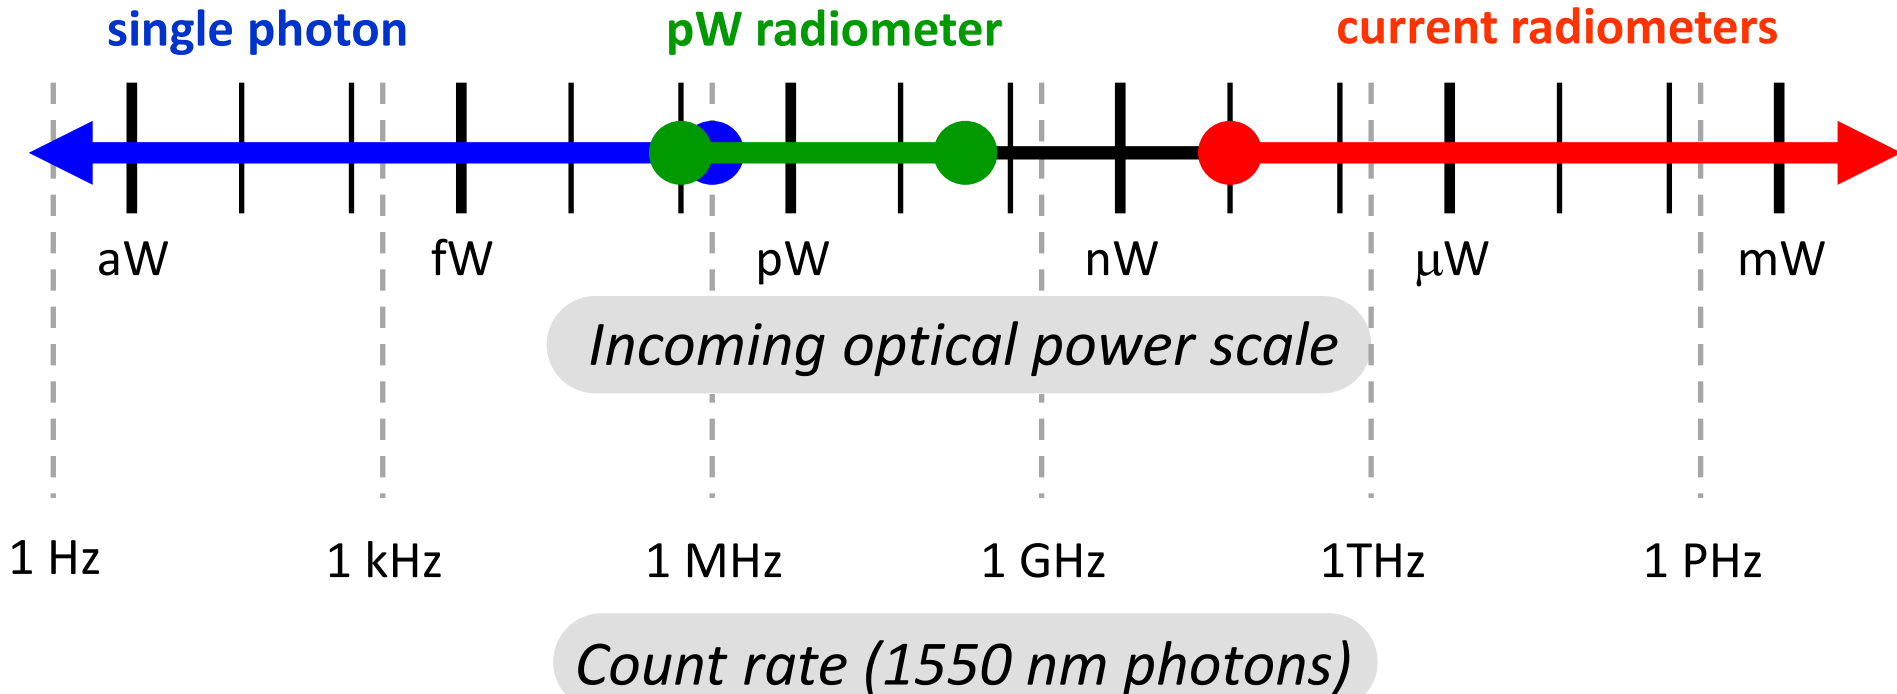 single photon
pW radiometer
current radiometers
aW
fW
pW
nW
μW
mW
Incoming optical power scale
1 Hz
1 kHz
1 MHz
1 GHz
1THz
1 PHz
Count rate (1550 nm photons)